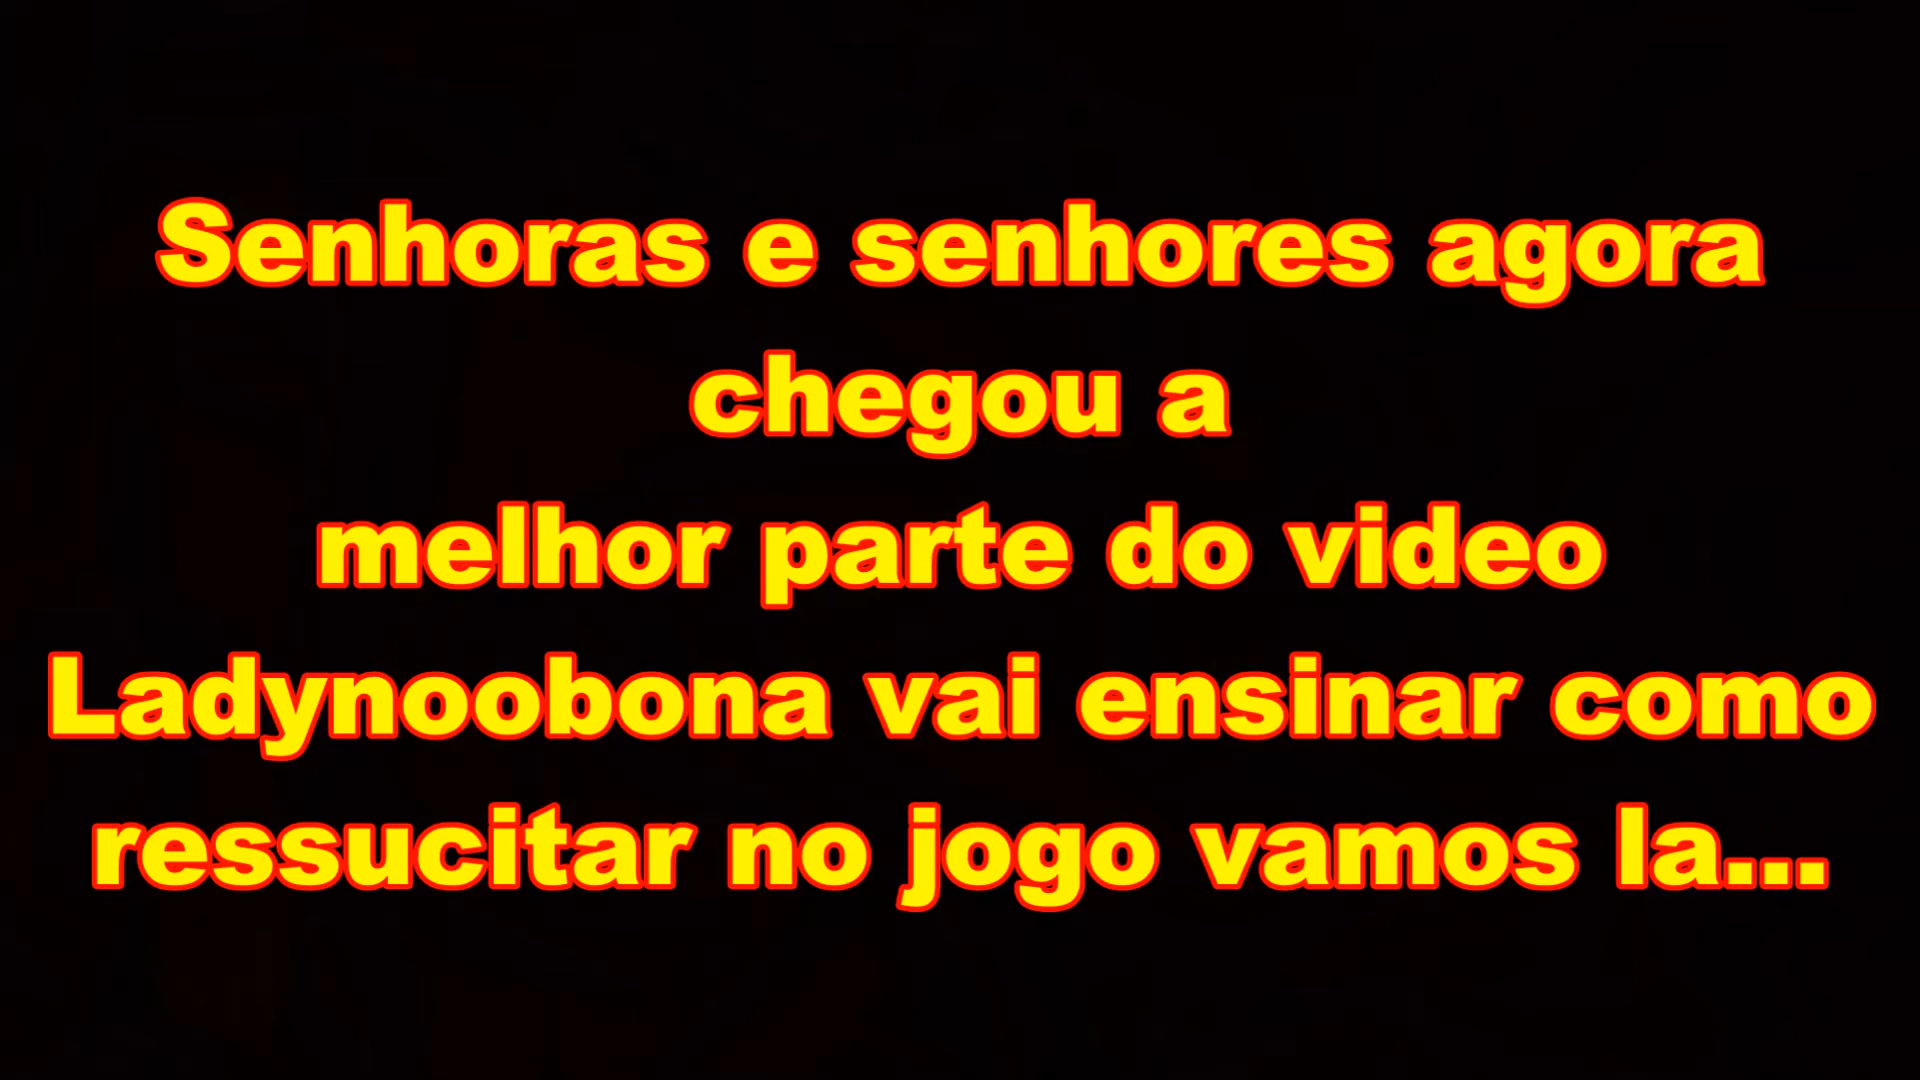 Senhoras e senhores agora
chegou a
melhor parte do video
Ladynoobona vai ensinar como
ressucitar no jogo vamos la...